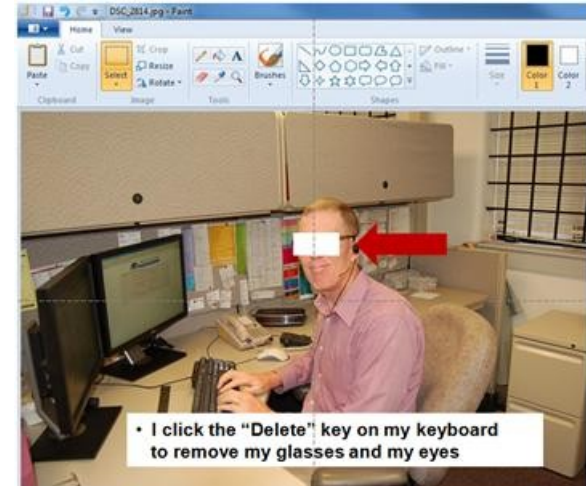 DSC_2814.jpg - Paint
Home View
Paste
Cut
Copy
Clipboard
Select
Crop
Resize
Rotate
Image
A
Tools
Brushes
Shapes
Outline
Fill
Size
Color 1
Color 2
• I click the “Delete” key on my keyboard
to remove my glasses and my eyes